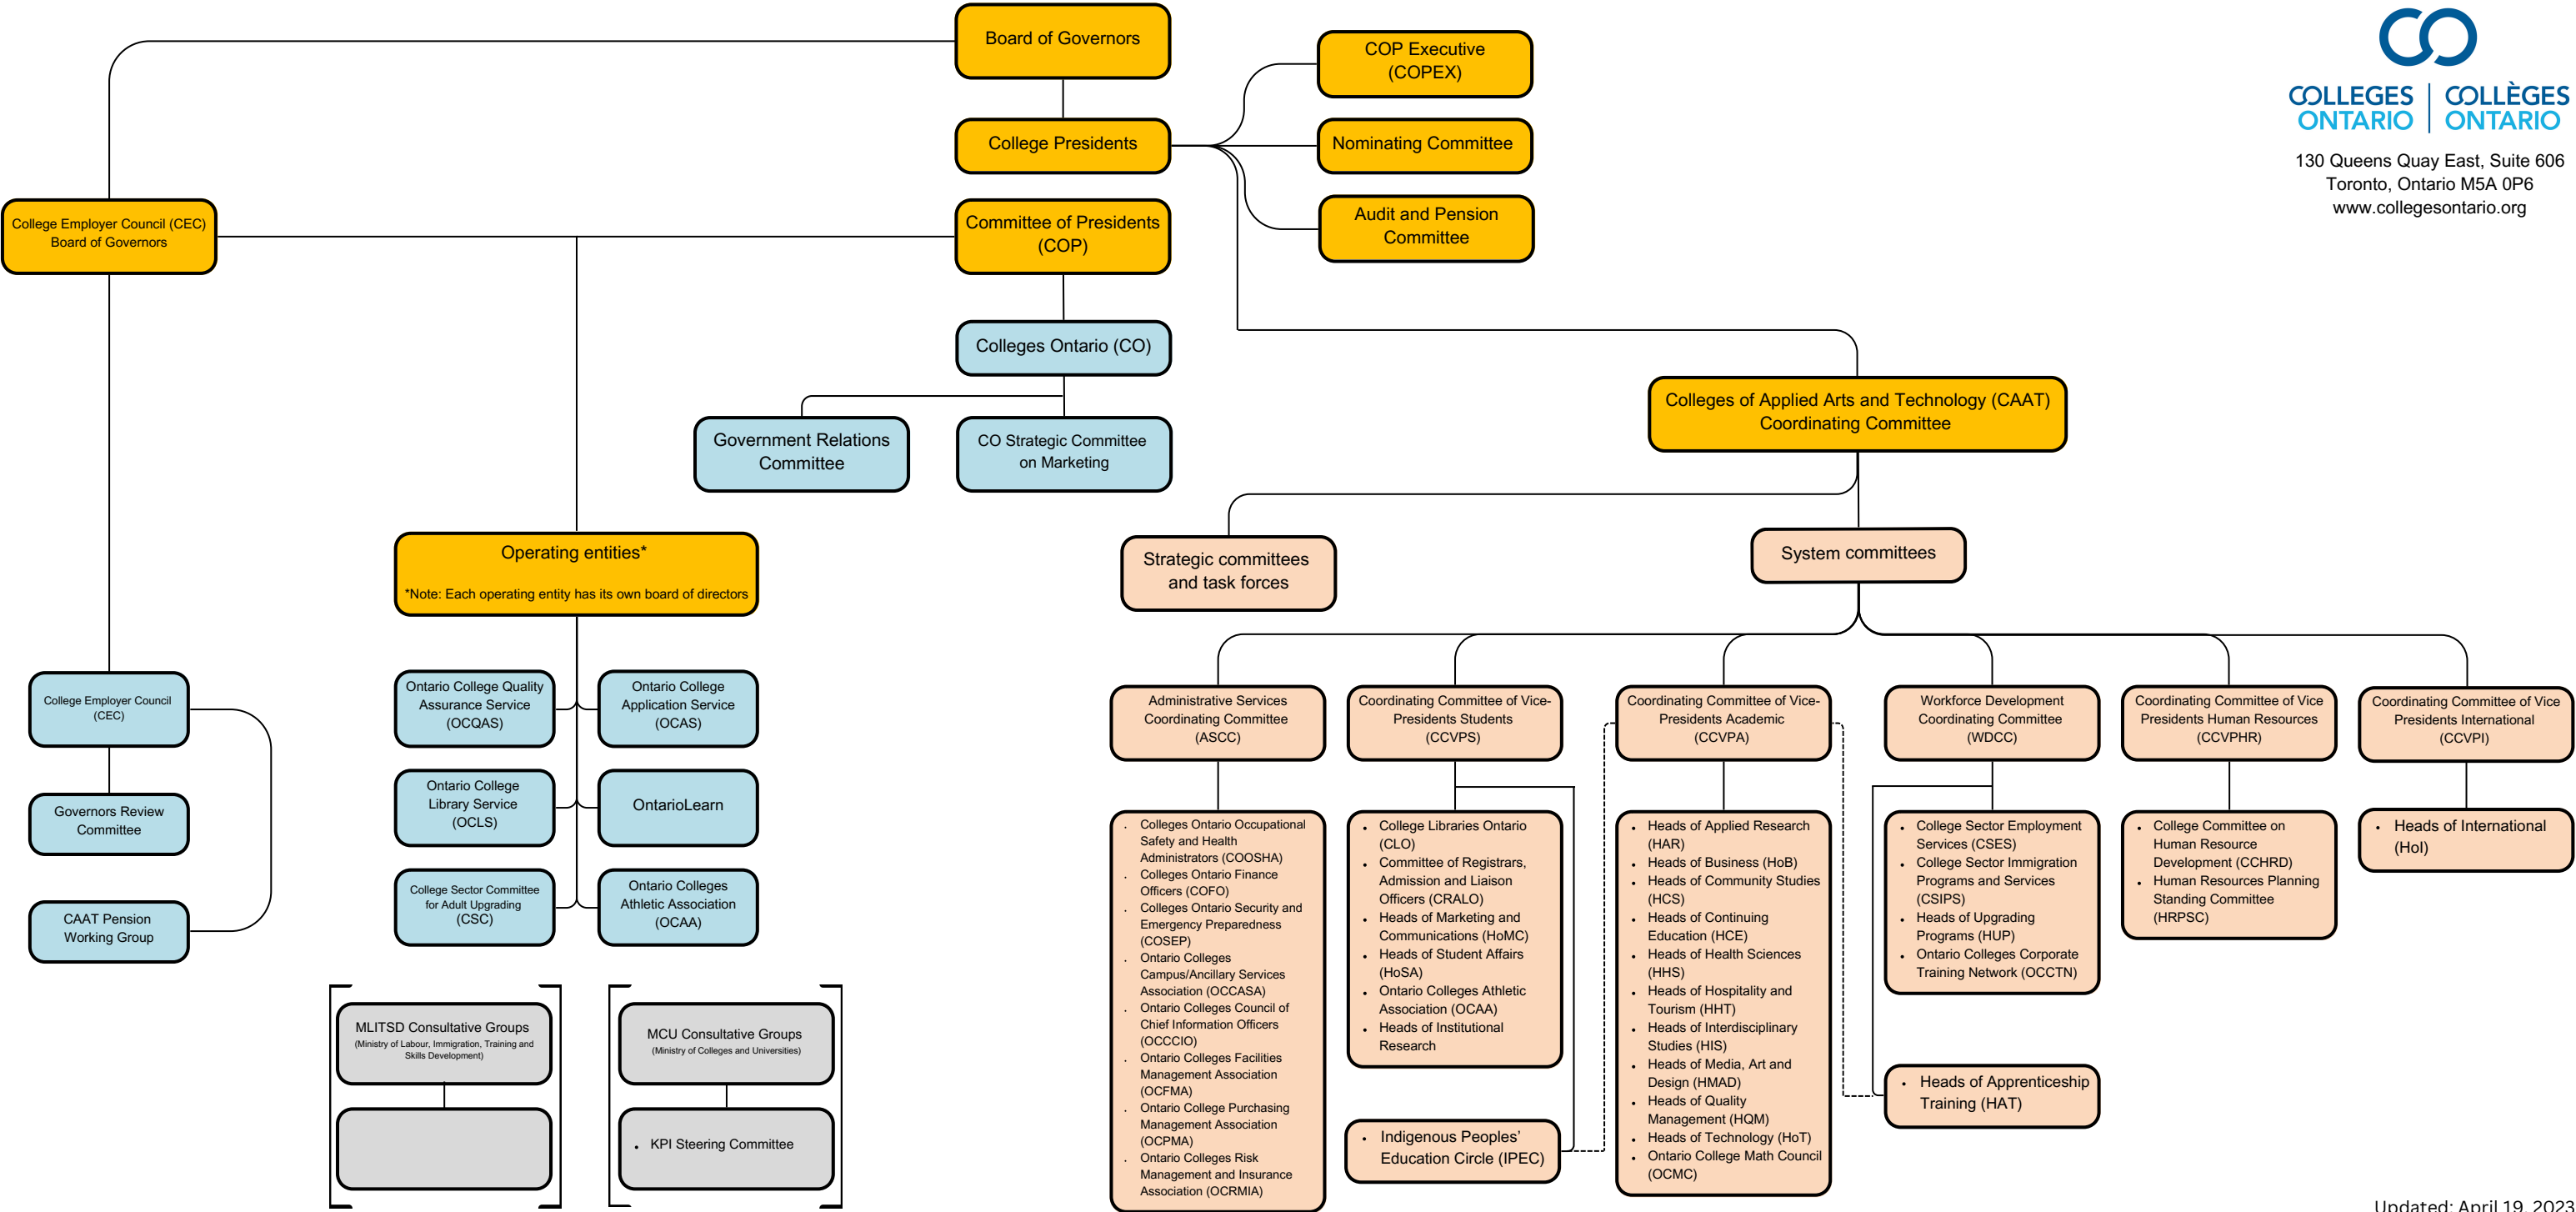 Board of Governors
COP Executive
(COPEX)
College Presidents
Nominating Committee
College Employer Council (CEC)
Board of Governors
Committee of Presidents
(COP)
Audit and Pension
Committee
COLLEGES
ONTARIO
COLLÈGES
ONTARIO
130 Queens Quay East, Suite 606
Toronto, Ontario M5A 0P6
www.collegesontario.org
Colleges Ontario (CO)
Government Relations
Committee
CO Strategic Committee
on Marketing
Colleges of Applied Arts and Technology (CAAT)
Coordinating Committee
Operating entities*
*Note: Each operating entity has its own board of directors
Strategic committees
and task forces
System committees
College Employer Council
(CEC)
Governors Review
Committee
CAAT Pension
Working Group
Ontario College Quality
Assurance Service
(OCQAS)
Ontario College
Application Service
(OCAS)
Ontario College
Library Service
(OCLS)
OntarioLearn
College Sector Committee
for Adult Upgrading
(CSC)
Ontario Colleges
Athletic Association
(OCAA)
MLITSD Consultative Groups
(Ministry of Labour, Immigration, Training and
Skills Development)
MCU Consultative Groups
(Ministry of Colleges and Universities)
• KPI Steering Committee
Administrative Services
Coordinating Committee
(ASCC)
• Colleges Ontario Occupational
Safety and Health
Administrators (COOSHA)
• Colleges Ontario Finance
Officers (COFO)
• Colleges Ontario Security and
Emergency Preparedness
(COSEP)
• Ontario Colleges
Campus/Ancillary Services
Association (OCCASA)
• Ontario Colleges Council of
Chief Information Officers
(OCCCIO)
• Ontario Colleges Facilities
Management Association
(OCFMA)
• Ontario College Purchasing
Management Association
(OCPMA)
• Ontario Colleges Risk
Management and Insurance
Association (OCRMIA)
Coordinating Committee of Vice-
Presidents Students
(CCVPS)
• College Libraries Ontario
(CLO)
• Committee of Registrars,
Admission and Liaison
Officers (CRALO)
• Heads of Marketing and
Communications (HoMC)
• Heads of Student Affairs
(HoSA)
• Ontario Colleges Athletic
Association (OCAA)
• Heads of Institutional
Research
• Indigenous Peoples’
Education Circle (IPEC)
Coordinating Committee of Vice-
Presidents Academic
(CCVPA)
• Heads of Applied Research
(HAR)
• Heads of Business (HoB)
• Heads of Community Studies
(HCS)
• Heads of Continuing
Education (HCE)
• Heads of Health Sciences
(HHS)
• Heads of Hospitality and
Tourism (HHT)
• Heads of Interdisciplinary
Studies (HIS)
• Heads of Media, Art and
Design (HMAD)
• Heads of Quality
Management (HQM)
• Heads of Technology (HoT)
• Ontario College Math Council
(OCMC)
Workforce Development
Coordinating Committee
(WDCC)
• College Sector Employment
Services (CSES)
• College Sector Immigration
Programs and Services
(CSIPS)
• Heads of Upgrading
Programs (HUP)
• Ontario Colleges Corporate
Training Network (OCCTN)
• Heads of Apprenticeship
Training (HAT)
Coordinating Committee of Vice
Presidents Human Resources
(CCVPHR)
• College Committee on
Human Resource
Development (CCHRD)
• Human Resources Planning
Standing Committee
(HRPSC)
Coordinating Committee of Vice
Presidents International
(CCVPI)
• Heads of International
(HoI)
Updated: April 19, 2023